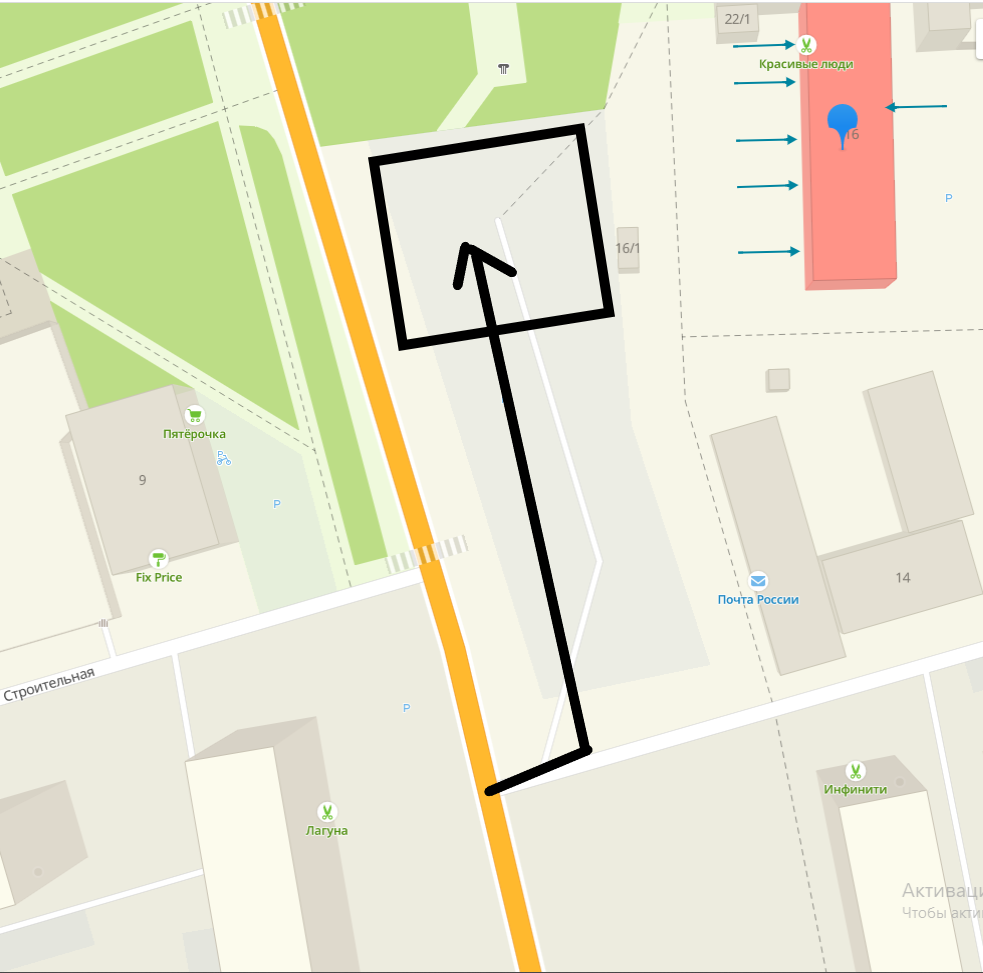 22/1
Красивые люди
16
P
16/1
Пятёрочка
P
9
P
Fix Price
14
Почта России
Строительная
P
Инфинити
Лагуна
Активаци
Чтобы акти